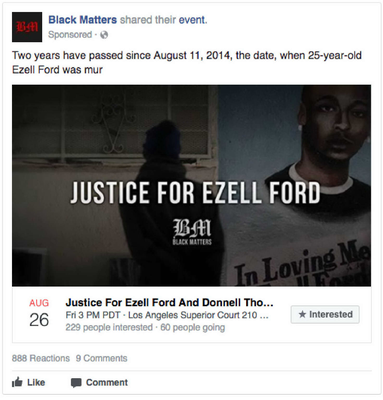 BM
Black Matters shared their event.
Sponsored ·
Two years have passed since August 11, 2014, the date, when 25-year-old
Ezell Ford was mur
JUSTICE FOR EZELL FORD
BM
BLACK MATTERS
In Loving Me
AUG
26
Justice For Ezell Ford And Donnell Tho...
Fri 3 PM PDT · Los Angeles Superior Court 210 ...
229 people interested · 60 people going
★ Interested
888 Reactions 9 Comments
Like
Comment